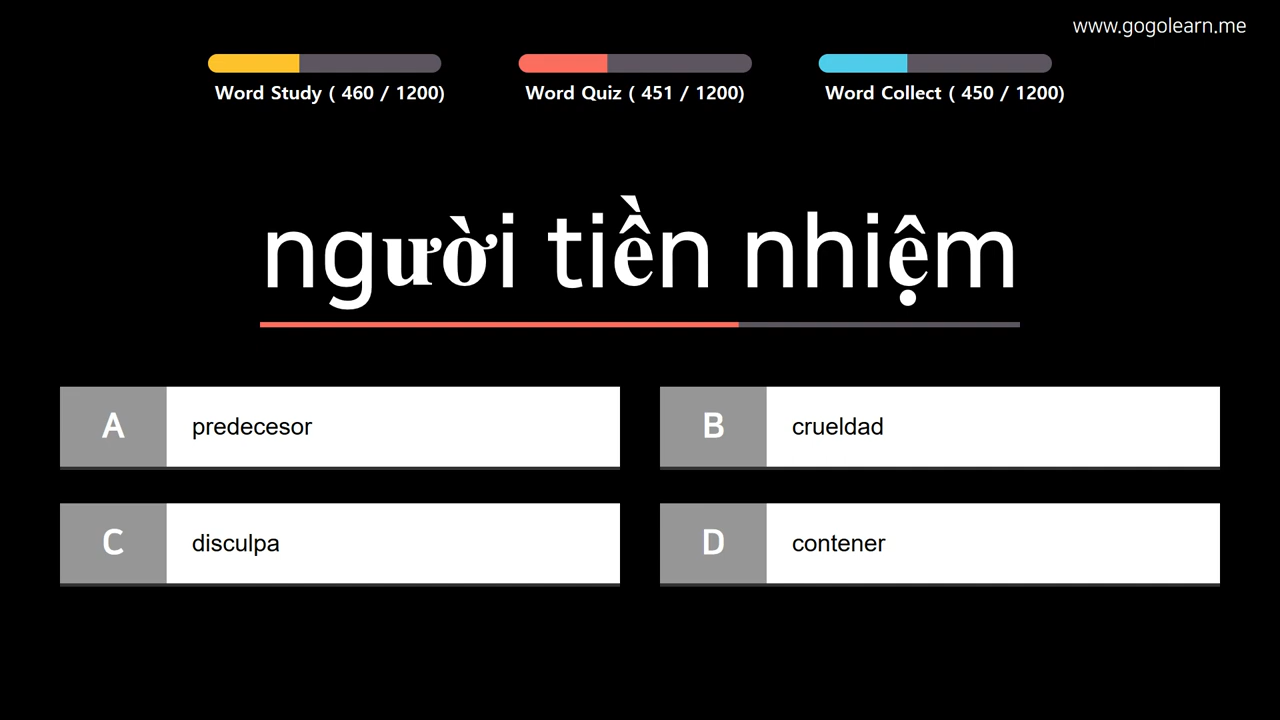 www.gogolearn.me
Word Study ( 460 / 1200)
Word Quiz ( 451 / 1200)
Word Collect ( 450 / 1200)
người tiền nhiệm
A predecesor
B crueldad
C disculpa
D contener